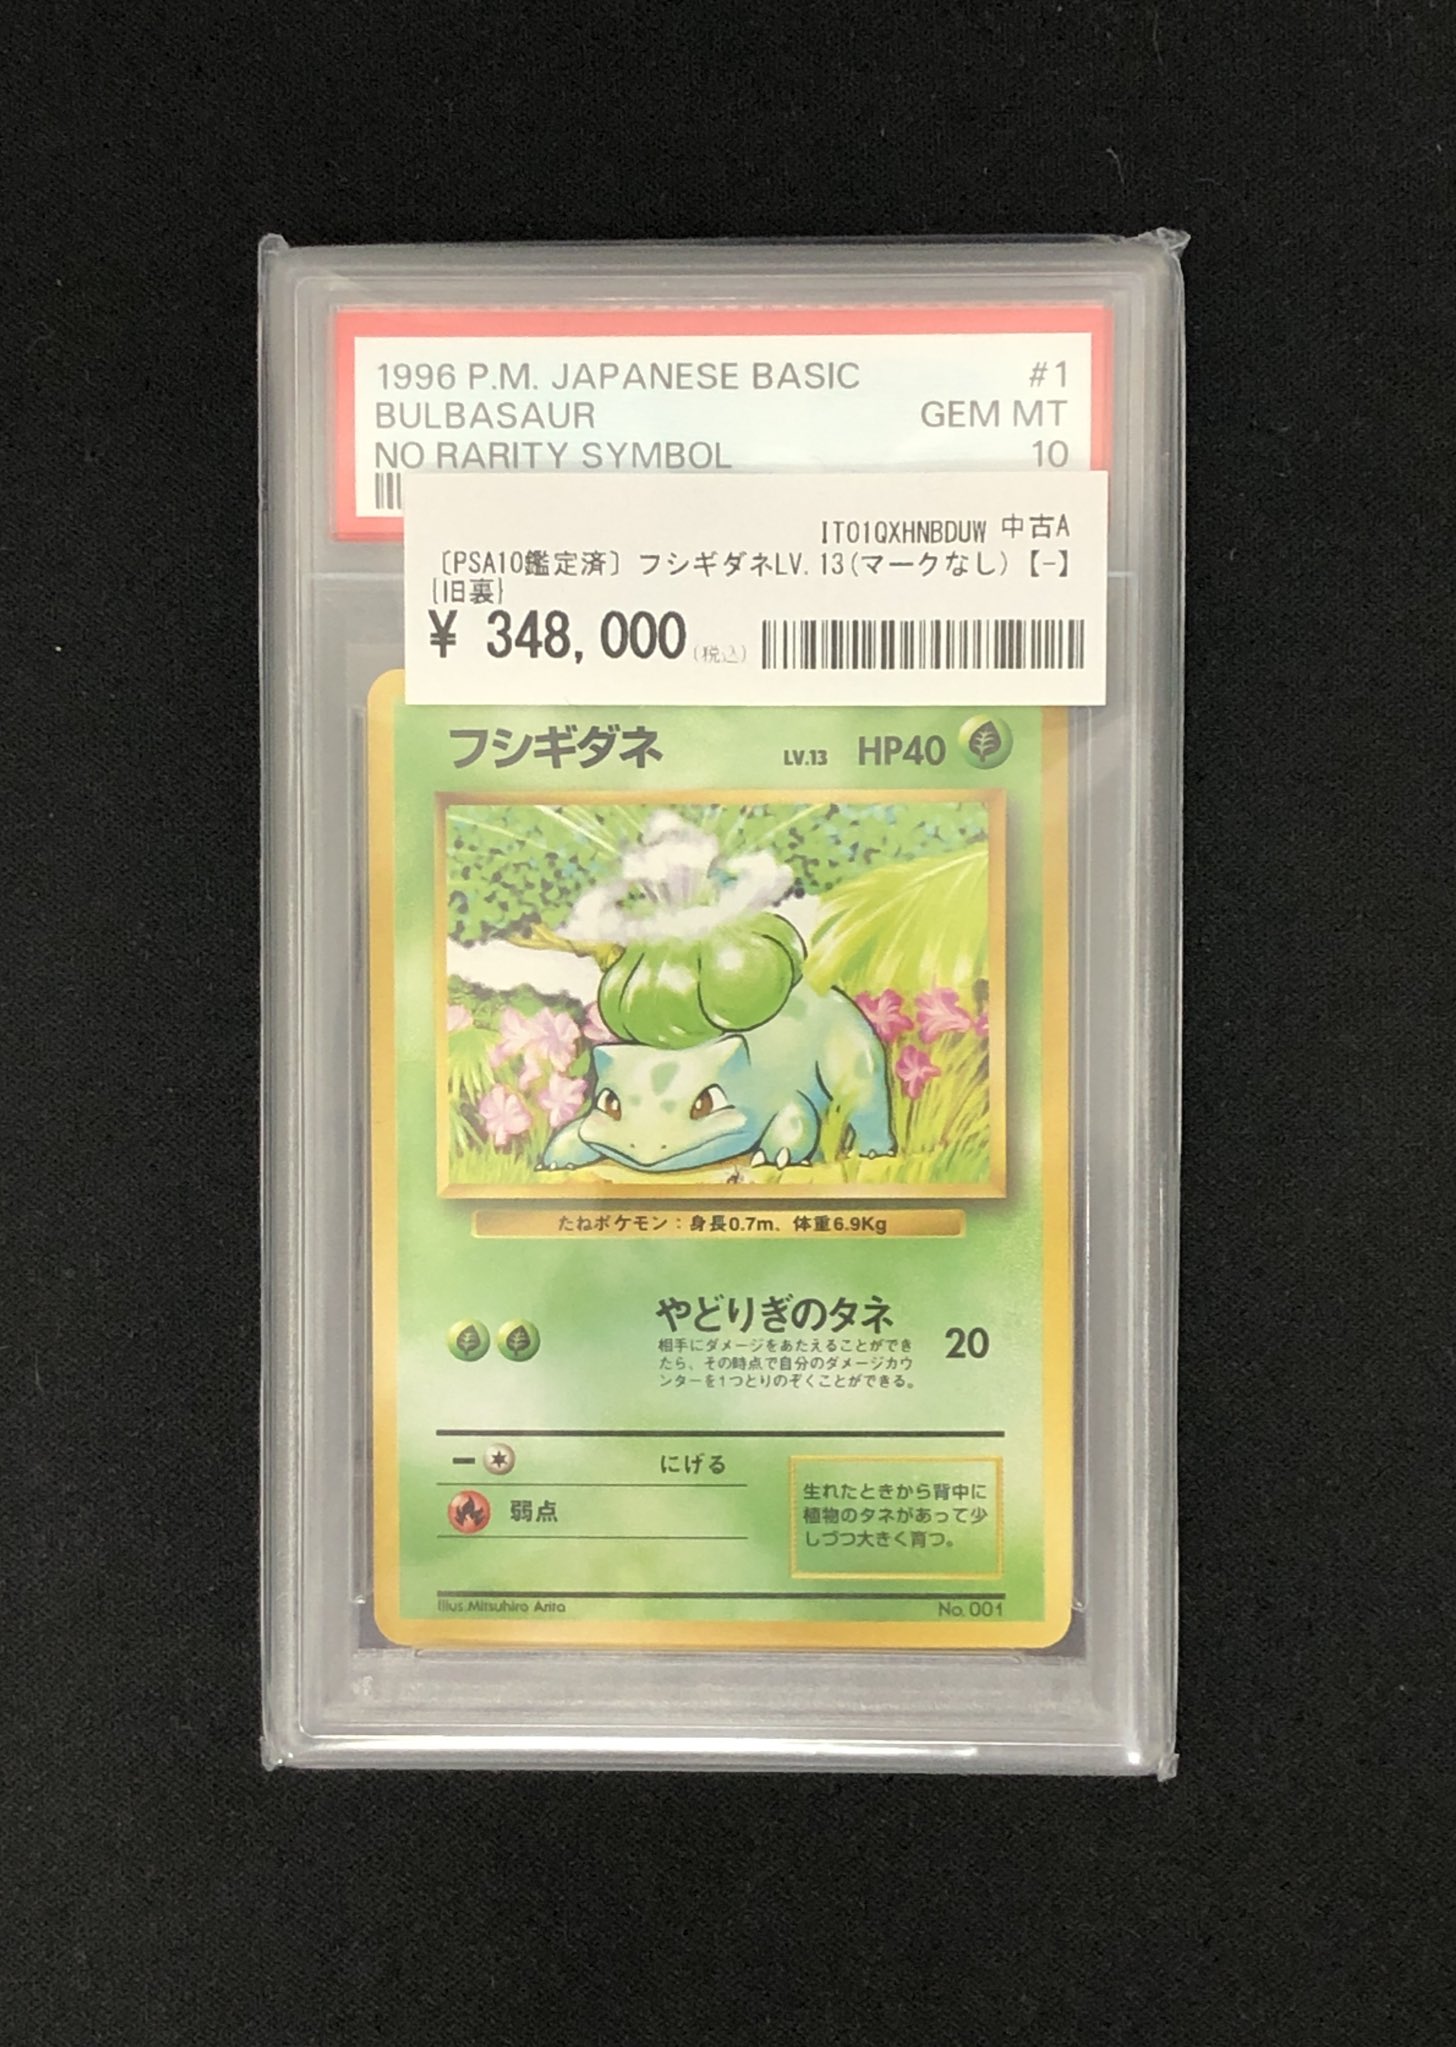 1996 P.M. JAPANESE BASIC #1
BULBASAUR GEM MT
NO RARITY SYMBOL 10
IT01QXHNBDUW 中古A
〔PSA10鑑定済〕フシギダネLV.13(マークなし)【-】
{旧裏}
¥ 348,000(税込)
フシギダネ LV.13 HP40
たねポケモン：身長0.7m、体重6.9Kg
やどりぎのタネ
相手にダメージをあたえることができ
たら、その時点で自分のダメージカウ
ンターを1つとりのぞくことができる。
20
にげる
弱点
生れたときから背中に
植物のタネがあって少
しづつ大きく育つ。
Illus.Mitsuhiro Arita No.001